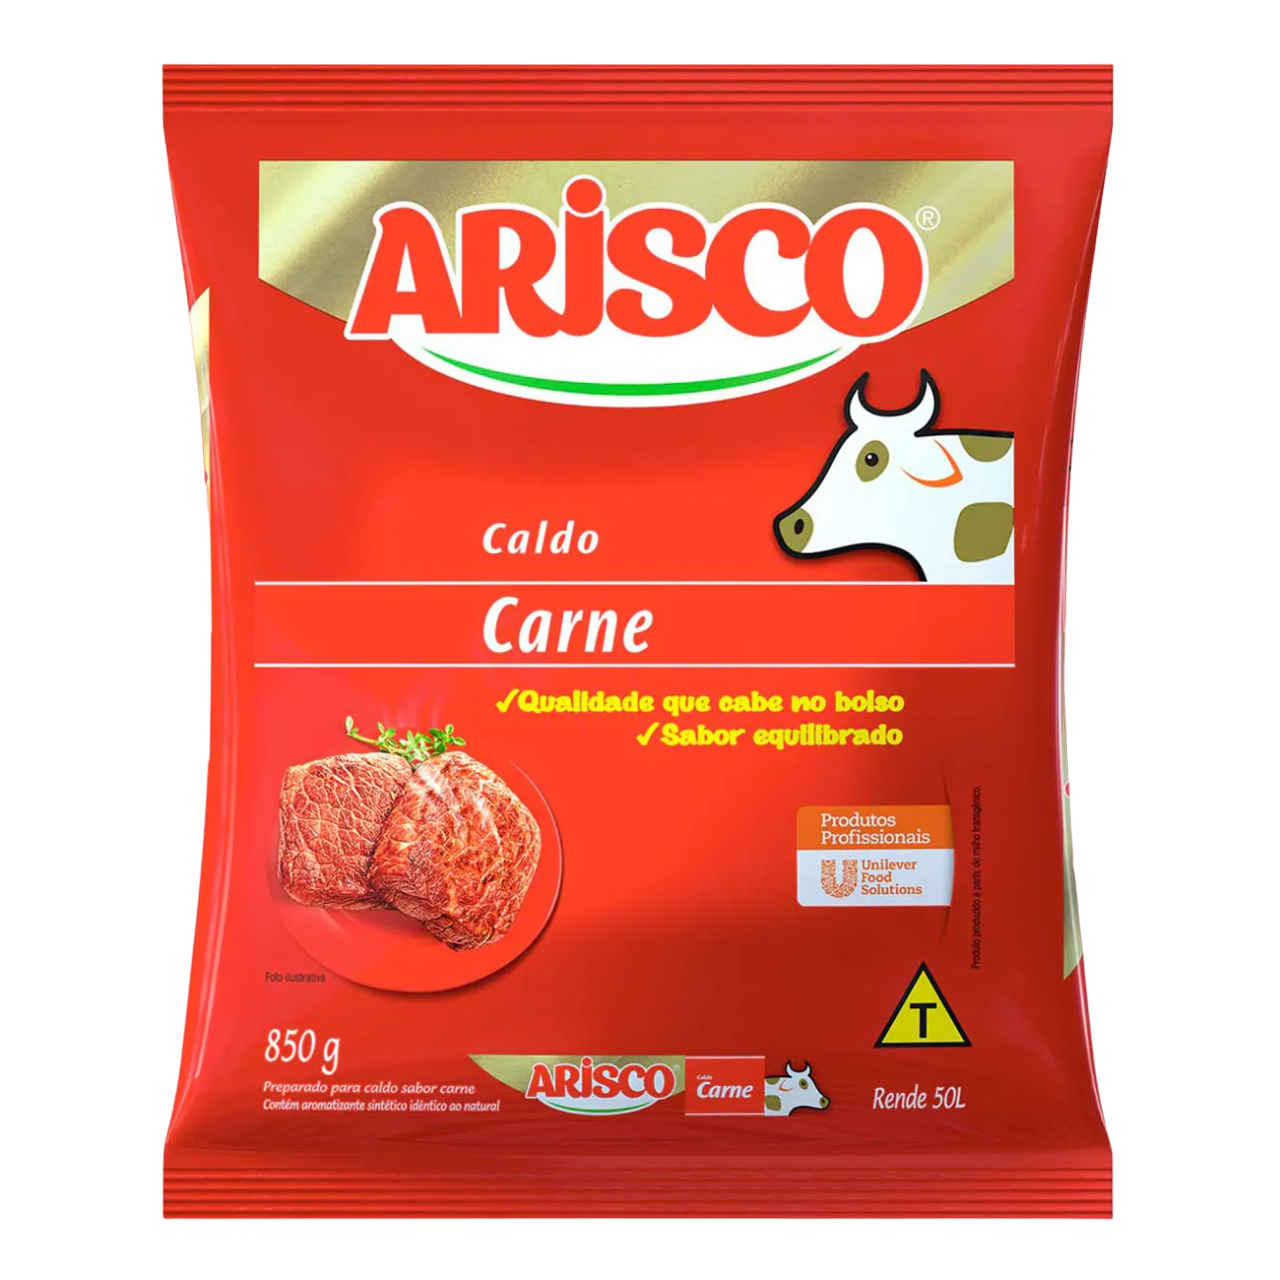 ARISCO®
Caldo
Carne
✓Qualidade que cabe no bolso
✓Sabor equilibrado
Produtos
Profissionais
Unilever
Food
Solutions
Produto produzido a partir de milho transgênico.
Foto ilustrativa
T
850 g
Preparado para caldo sabor carne
Contém aromatizante sintético idêntico ao natural
ARISCO
Caldo
Carne
Rende 50L